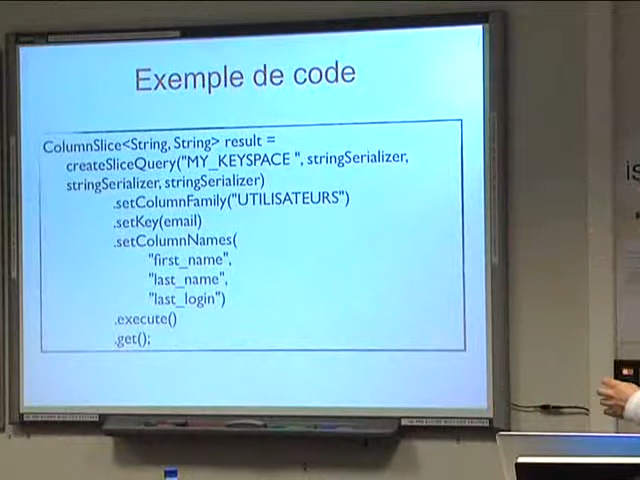 Exemple de code
ColumnSlice<String, String> result =
createSliceQuery("MY_KEYSPACE ", stringSerializer,
stringSerializer, stringSerializer)
.setColumnFamily("UTILISATEURS")
.setKey(email)
.setColumnNames(
"first_name",
"last_name",
"last_login")
.execute()
.get();
is